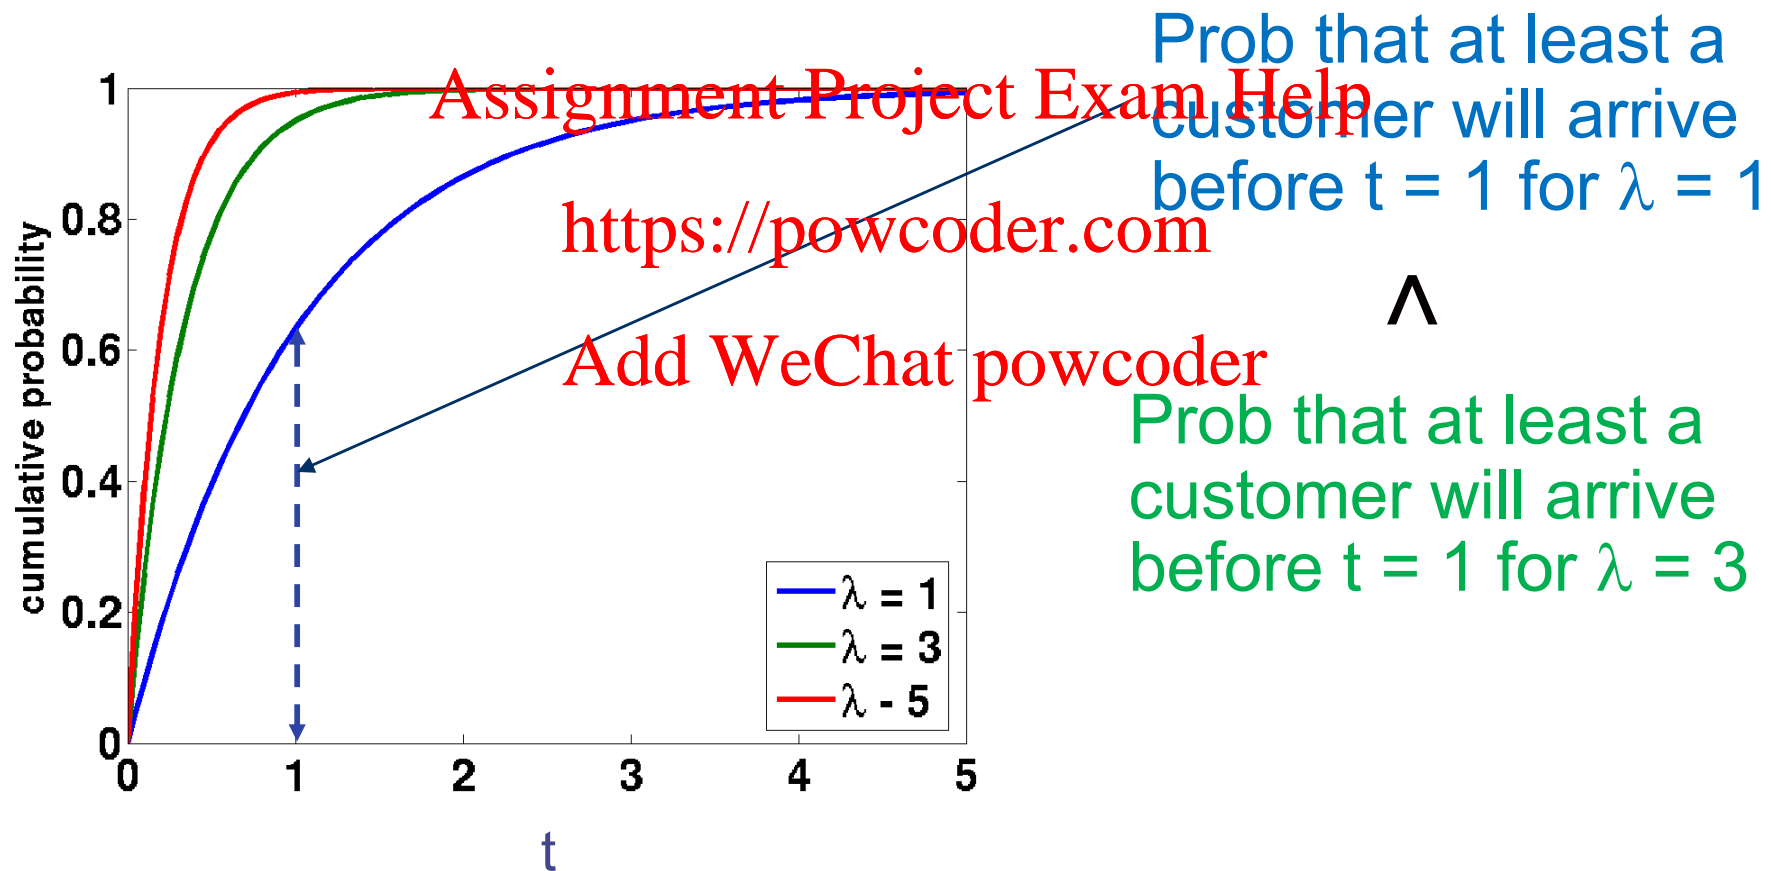 Prob that at least a
customer will arrive
before t = 1 for λ = 1
Assignment Project Exam Help
https://powcoder.com
Add WeChat powcoder
<
Prob that at least a
customer will arrive
before t = 1 for λ = 3
cumulative probability
1
0.8
0.6
0.4
0.2
0
0 1 2 3 4 5
t
λ = 1
λ = 3
λ - 5